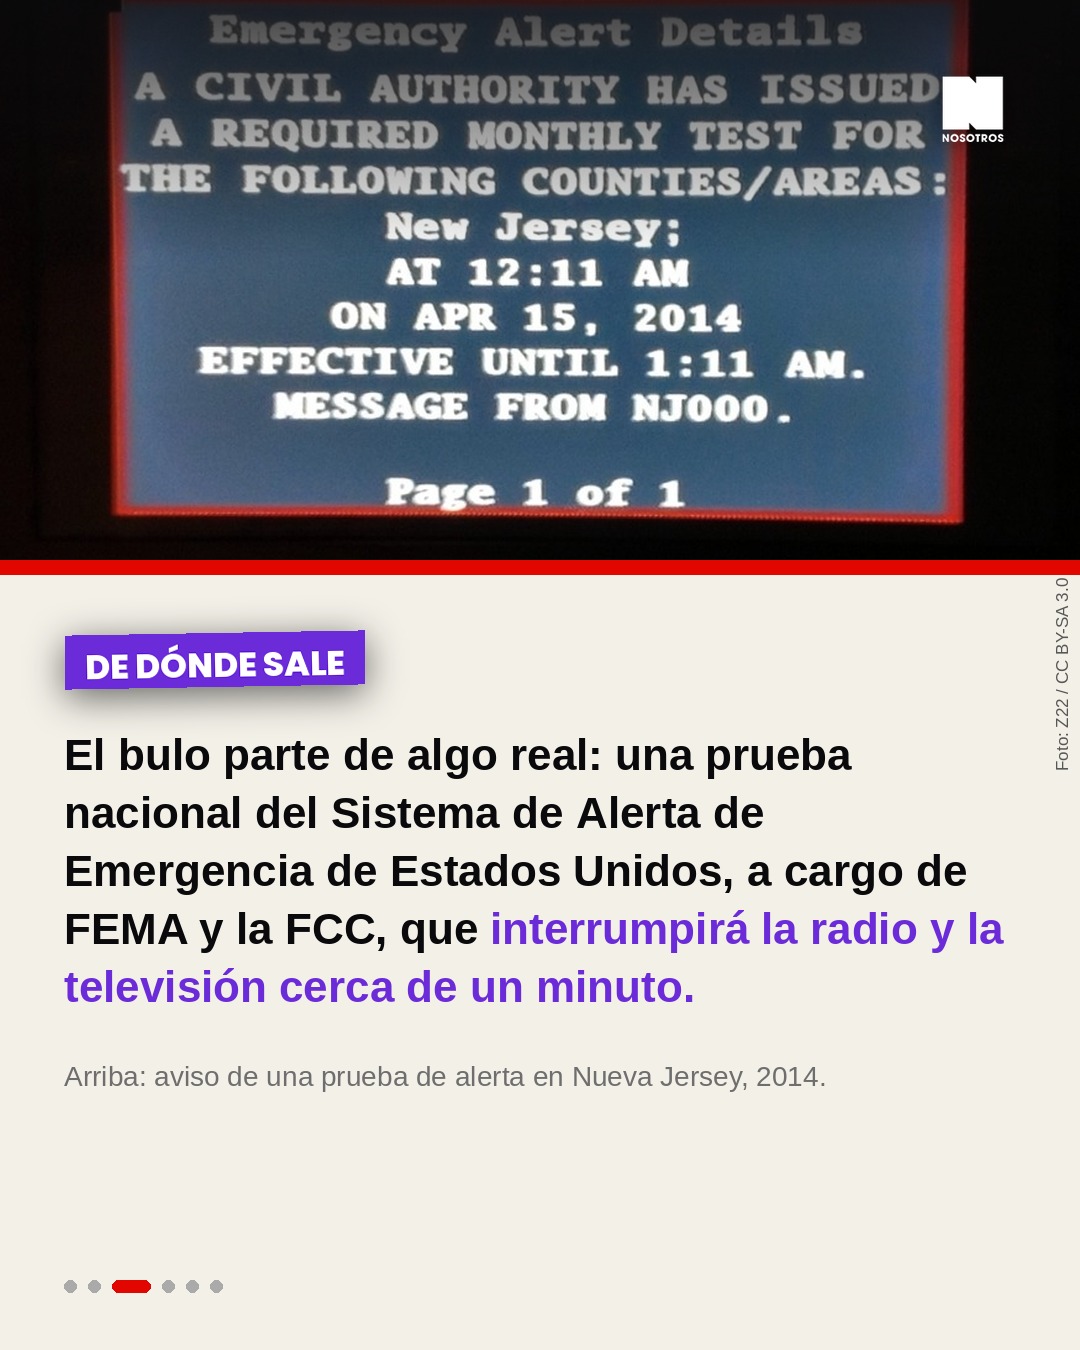 Emergency Alert Details
A CIVIL AUTHORITY HAS ISSUED
A REQUIRED MONTHLY TEST FOR
THE FOLLOWING COUNTIES/AREAS:
New Jersey;
AT 12:11 AM
ON APR 15, 2014
EFFECTIVE UNTIL 1:11 AM.
MESSAGE FROM NJ000.
Page 1 of 1
N
NOSOTROS
Foto: Z22 / CC BY-SA 3.0
DE DÓNDE SALE
El bulo parte de algo real: una prueba
nacional del Sistema de Alerta de
Emergencia de Estados Unidos, a cargo de
FEMA y la FCC, que interrumpirá la radio y la
televisión cerca de un minuto.
Arriba: aviso de una prueba de alerta en Nueva Jersey, 2014.